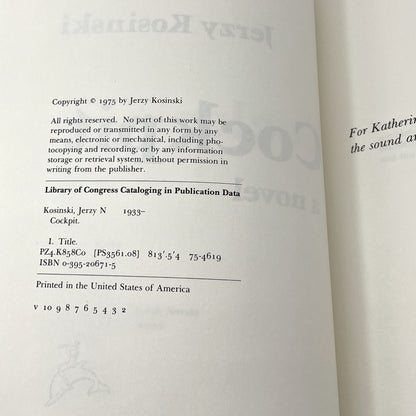 Jerzy Kosinski
a novel
Copyright © 1975 by Jerzy Kosinski
All rights reserved. No part of this work may be
reproduced or transmitted in any form by any
means, electronic or mechanical, including pho-
tocopying and recording, or by any information
storage or retrieval system, without permission in
writing from the publisher.
Library of Congress Cataloging in Publication Data
Kosinski, Jerzy N 1933–
Cockpit.
I. Title.
PZ4.K858Co [PS3561.O8] 813'.5'4 75-4619
ISBN 0-395-20671-5
Printed in the United States of America
V 10 9 8 7 6 5 4 3 2
For Katherin
the sound an